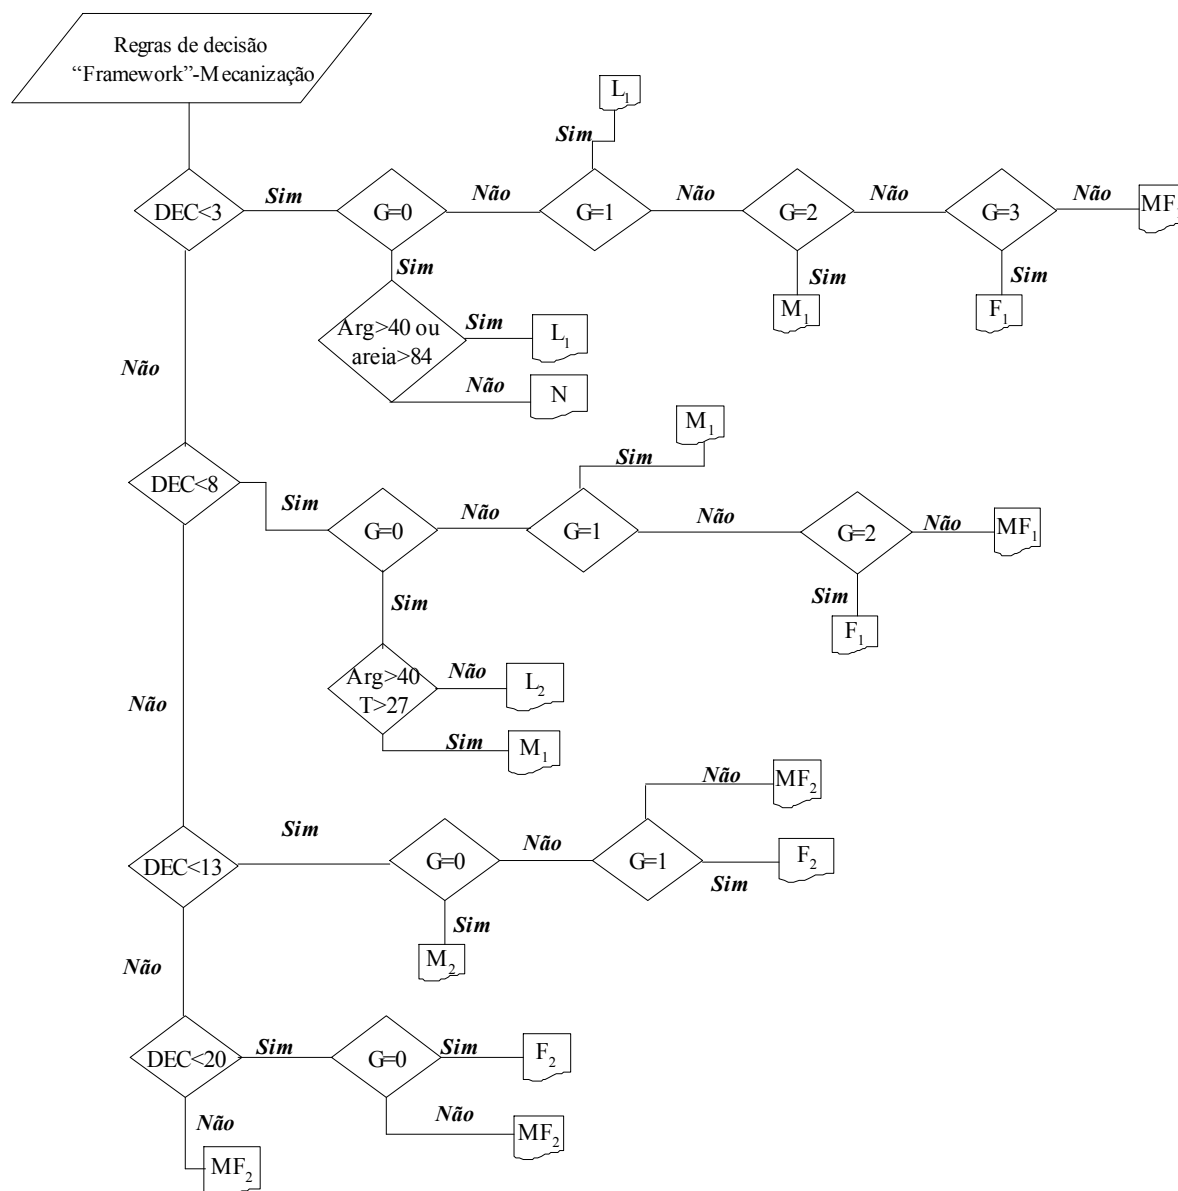 Regras de decisão
“Framework”-Mecanização
L₁
Sim
DEC<3
Sim
G=0
Não
G=1
Não
G=2
Não
G=3
Não
MF
Sim
Sim
Sim
M₁
F₁
Arg>40 ou
areia>84
Sim
L₁
Não
N
Não
M₁
Sim
DEC<8
Sim
G=0
Não
G=1
Não
G=2
Não
MF₁
Sim
Sim
F₁
Arg>40
T>27
Não
L₂
Sim
M₁
Não
Não
MF₂
DEC<13
Sim
G=0
Não
G=1
Sim
F₂
Sim
M₂
Não
DEC<20
Sim
G=0
Sim
F₂
Não
MF₂
Não
MF₂